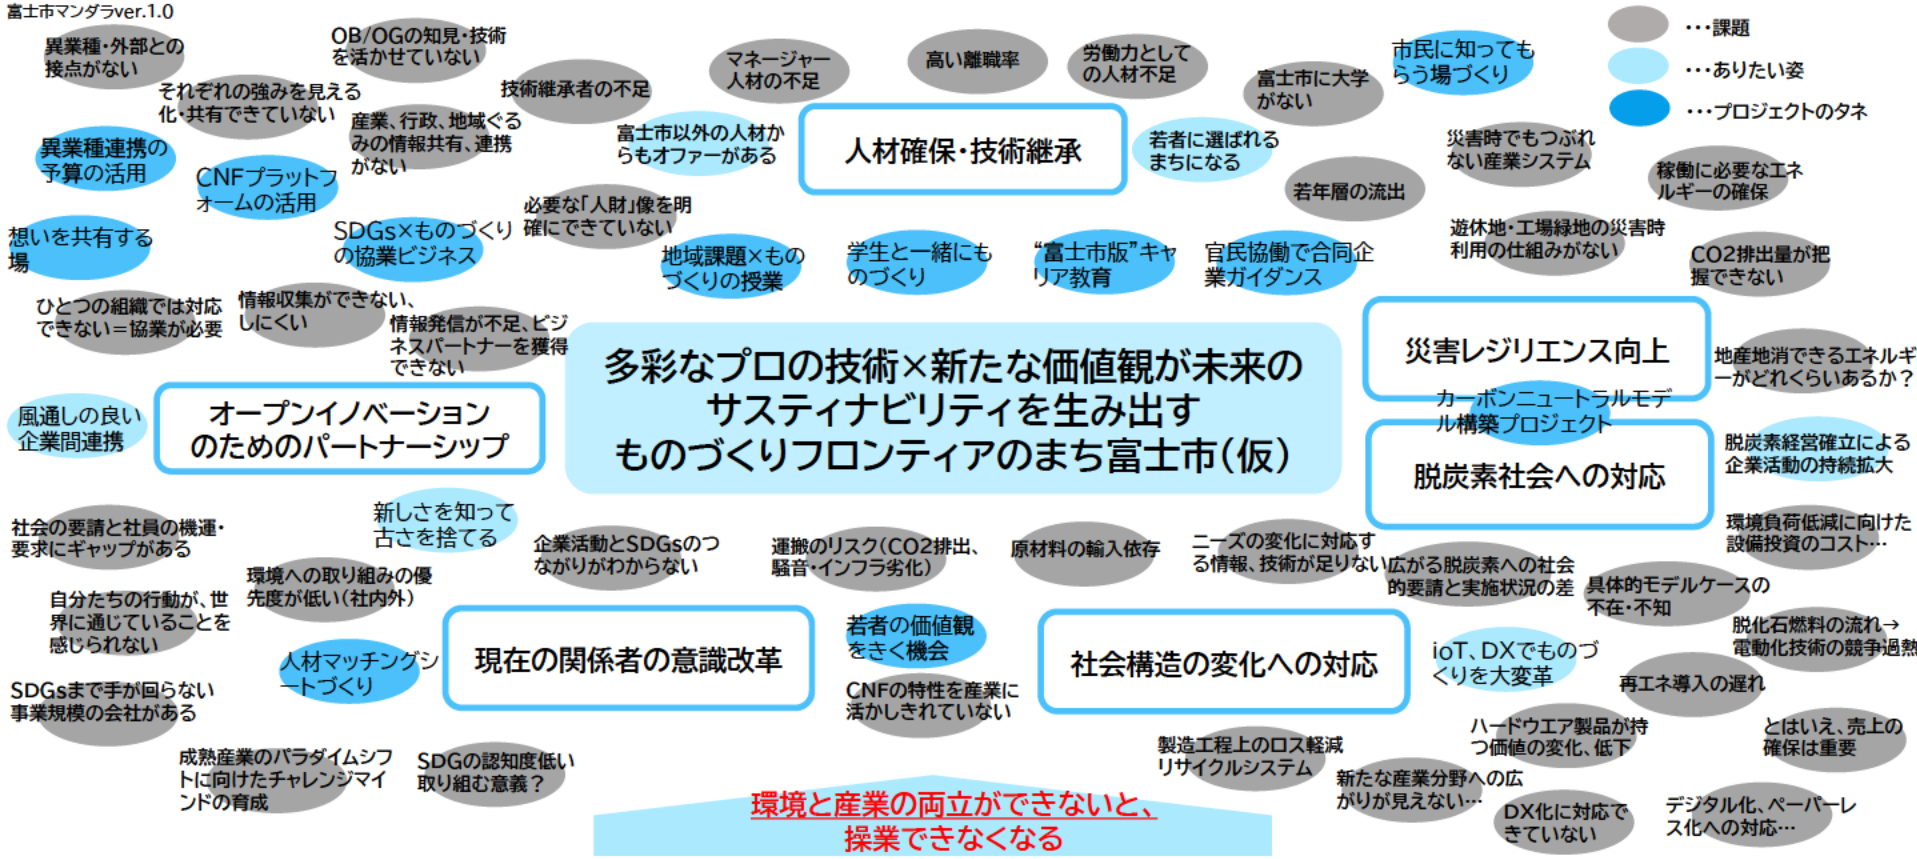 富士市マンダラver.1.0
異業種・外部との
接点がない
OB/OGの知見・技術
を活かせていない
それぞれの強みを見える
化・共有できていない
産業、行政、地域ぐる
みの情報共有、連携
がない
技術継承者の不足
マネージャー
人材の不足
高い離職率
労働力として
の人材不足
富士市に大学
がない
市民に知っても
らう場づくり
・・・課題
・・・ありたい姿
・・・プロジェクトのタネ
異業種連携の
予算の活用
CNFプラットフ
ォームの活用
富士市以外の人材か
らもオファーがある
人材確保・技術継承
若者に選ばれる
まちになる
若年層の流出
災害時でもつぶれ
ない産業システム
稼働に必要なエネ
ルギーの確保
想いを共有する
場
SDGs×ものづくり
の協業ビジネス
必要な「人財」像を明
確にできていない
地域課題×もの
づくりの授業
学生と一緒にも
のづくり
“富士市版”キャ
リア教育
官民協働で合同企
業ガイダンス
遊休地・工場緑地の災害時
利用の仕組みがない
CO2排出量が把
握できない
ひとつの組織では対応
できない＝協業が必要
情報収集ができない、
しにくい
情報発信が不足、ビジ
ネスパートナーを獲得
できない
多彩なプロの技術×新たな価値観が未来の
サスティナビリティを生み出す
ものづくりフロンティアのまち富士市（仮）
災害レジリエンス向上
カーボンニュートラルモデ
ル構築プロジェクト
脱炭素社会への対応
地産地消できるエネルギ
ーがどれくらいあるか？
脱炭素経営確立による
企業活動の持続拡大
風通しの良い
企業間連携
オープンイノベーション
のためのパートナーシップ
社会の要請と社員の機運・
要求にギャップがある
新しさを知って
古さを捨てる
環境への取り組みの優
先度が低い（社内外）
自分たちの行動が、世
界に通じていることを
感じられない
企業活動とSDGsのつ
ながりがわからない
運搬のリスク（CO2排出、
騒音・インフラ劣化）
原材料の輸入依存
ニーズの変化に対応す
る情報、技術が足りない
広がる脱炭素への社会
的要請と実施状況の差
環境負荷低減に向けた
設備投資のコスト…
具体的モデルケースの
不在・不知
脱化石燃料の流れ→
電動化技術の競争過熱
人材マッチングシ
ートづくり
現在の関係者の意識改革
若者の価値観
をきく機会
社会構造の変化への対応
ioT、DXでものづ
くりを大変革
再エネ導入の遅れ
SDGsまで手が回らない
事業規模の会社がある
CNFの特性を産業に
活かしきれていない
成熟産業のパラダイムシフ
トに向けたチャレンジマイ
ンドの育成
SDGの認知度低い
取り組む意義？
製造工程上のロス軽減
リサイクルシステム
ハードウエア製品が持
つ価値の変化、低下
とはいえ、売上の
確保は重要
新たな産業分野への広
がりが見えない…
DX化に対応で
きていない
デジタル化、ペーパーレ
ス化への対応…
環境と産業の両立ができないと、
操業できなくなる